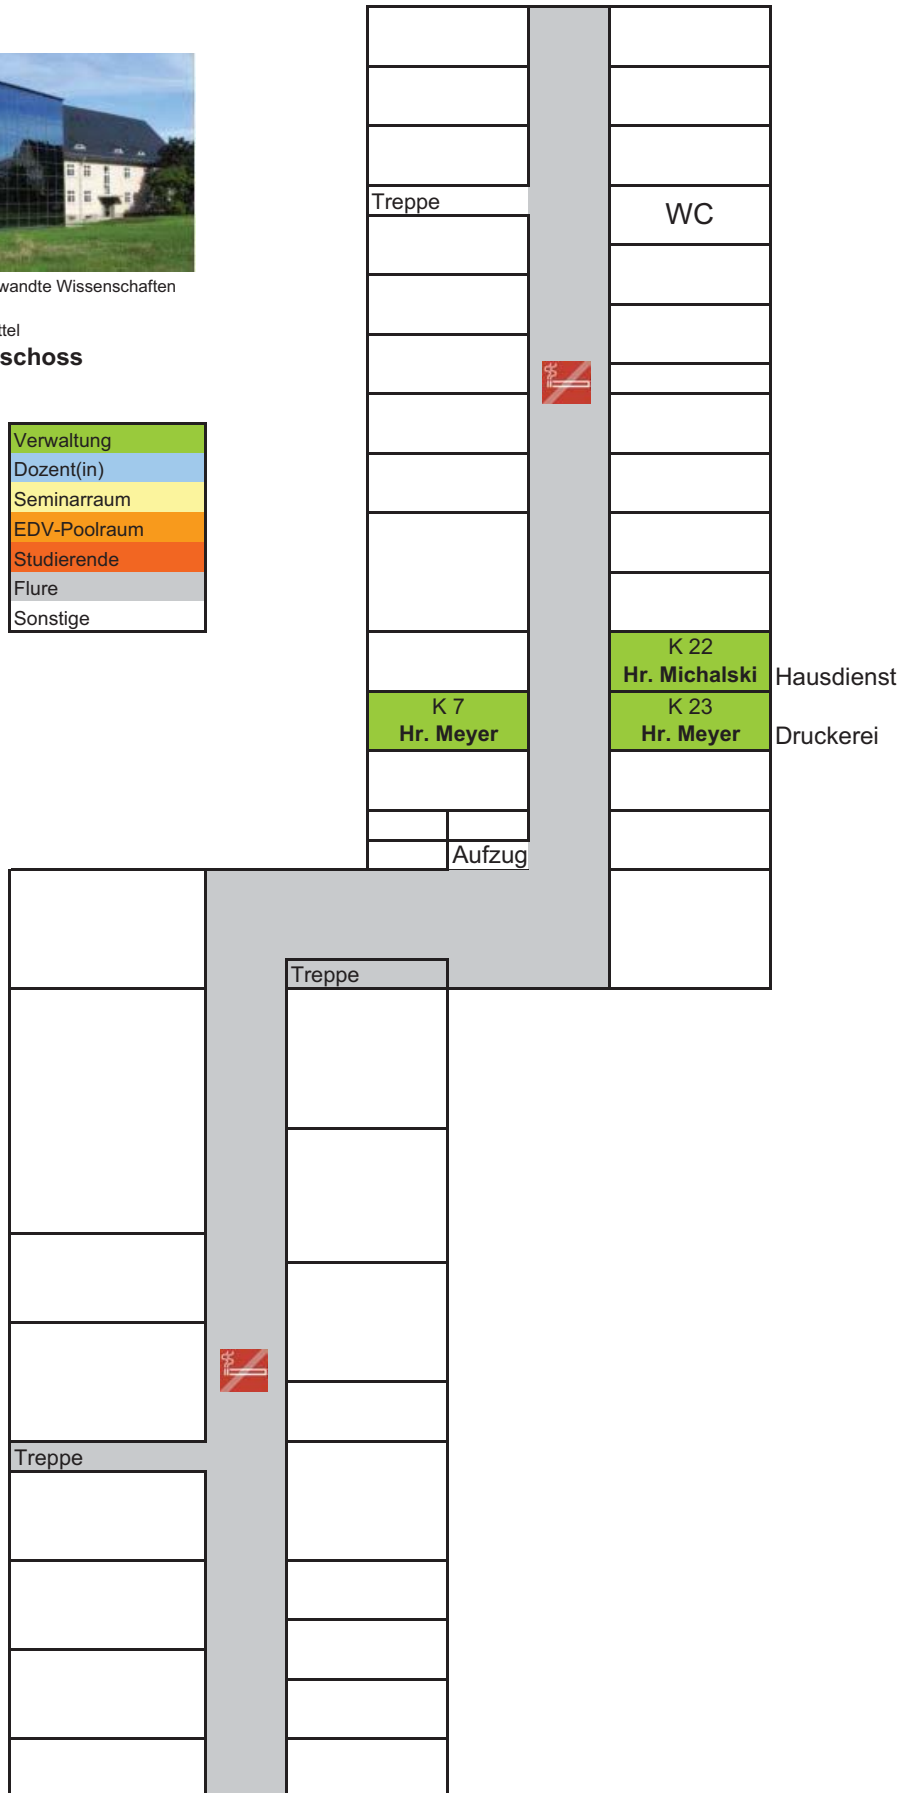 wandte Wissenschaften
ttel
schoss
Verwaltung
Dozent(in)
Seminarraum
EDV-Poolraum
Studierende
Flure
Sonstige
Treppe
WC
K 22
Hr. Michalski
Hausdienst
K 7
Hr. Meyer
K 23
Hr. Meyer
Druckerei
Aufzug
Treppe
Treppe